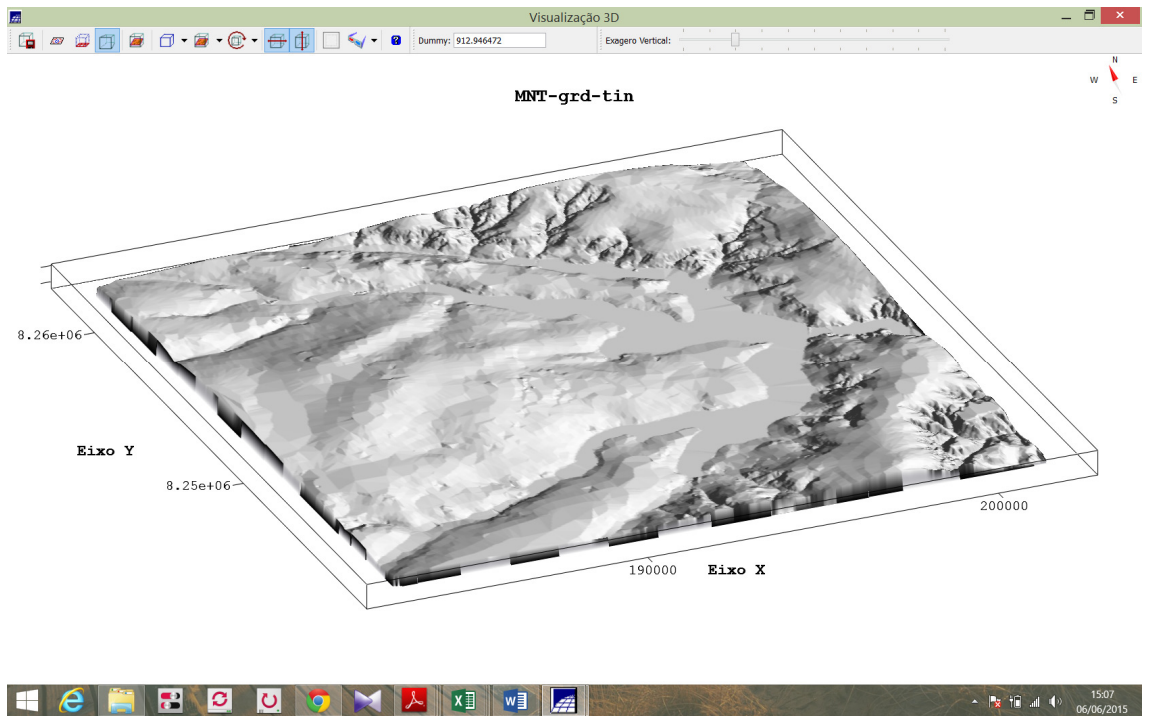 Visualização 3D
Dummy: 912.946472
Exagero Vertical:
N
W E
S
MNT-grd-tin
8.26e+06
Eixo Y
8.25e+06
200000
190000
Eixo X
15:07
06/06/2015